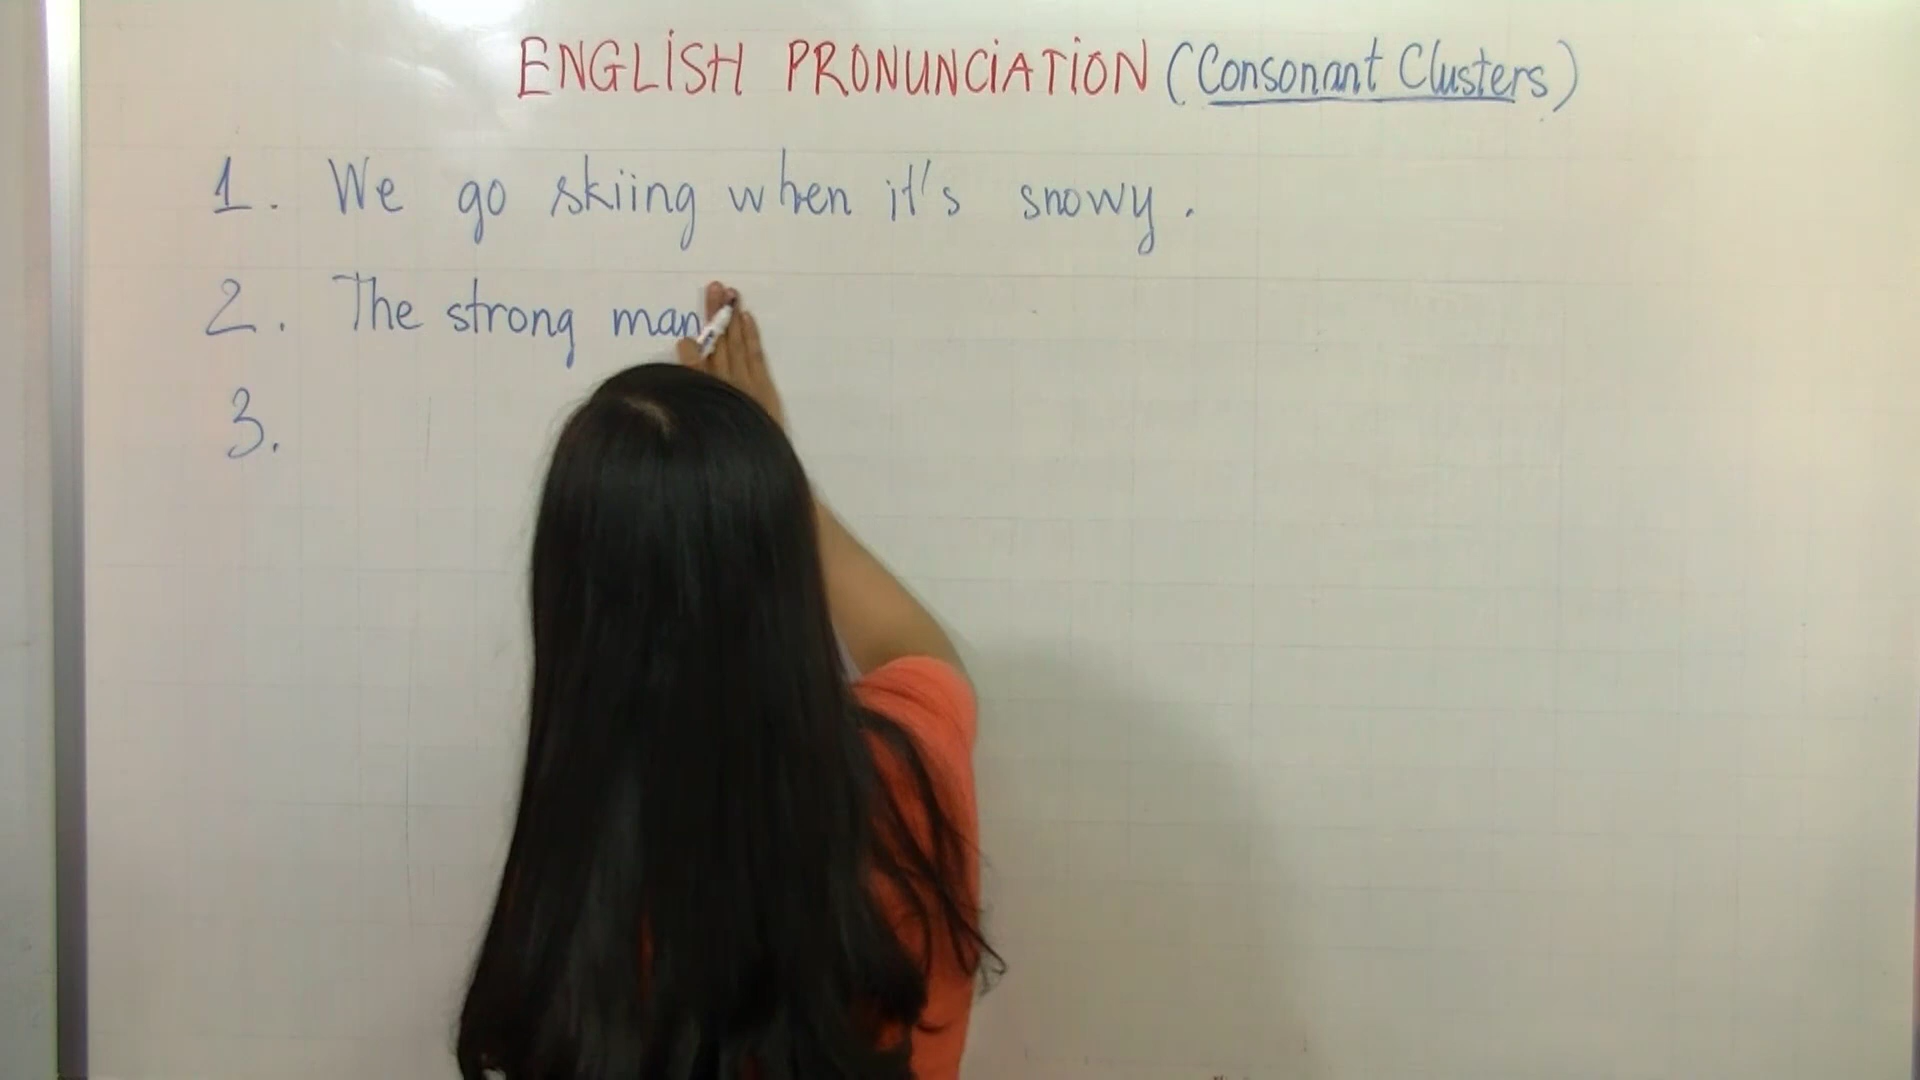 ENGLISH PRONUNCIATION (Consonant Clusters)
1. We go skiing when it's snowy.
2. The strong man
3.